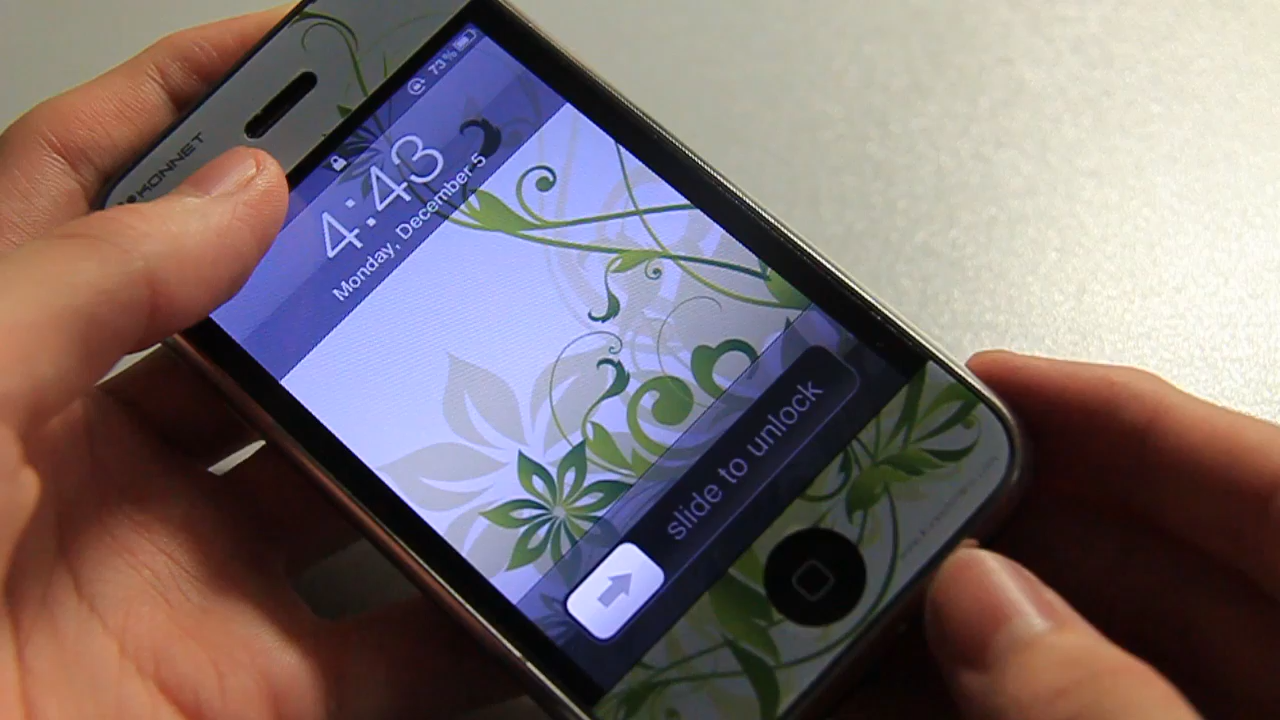 KONNET
73%
4:43
Monday, December 5
slide to unlock